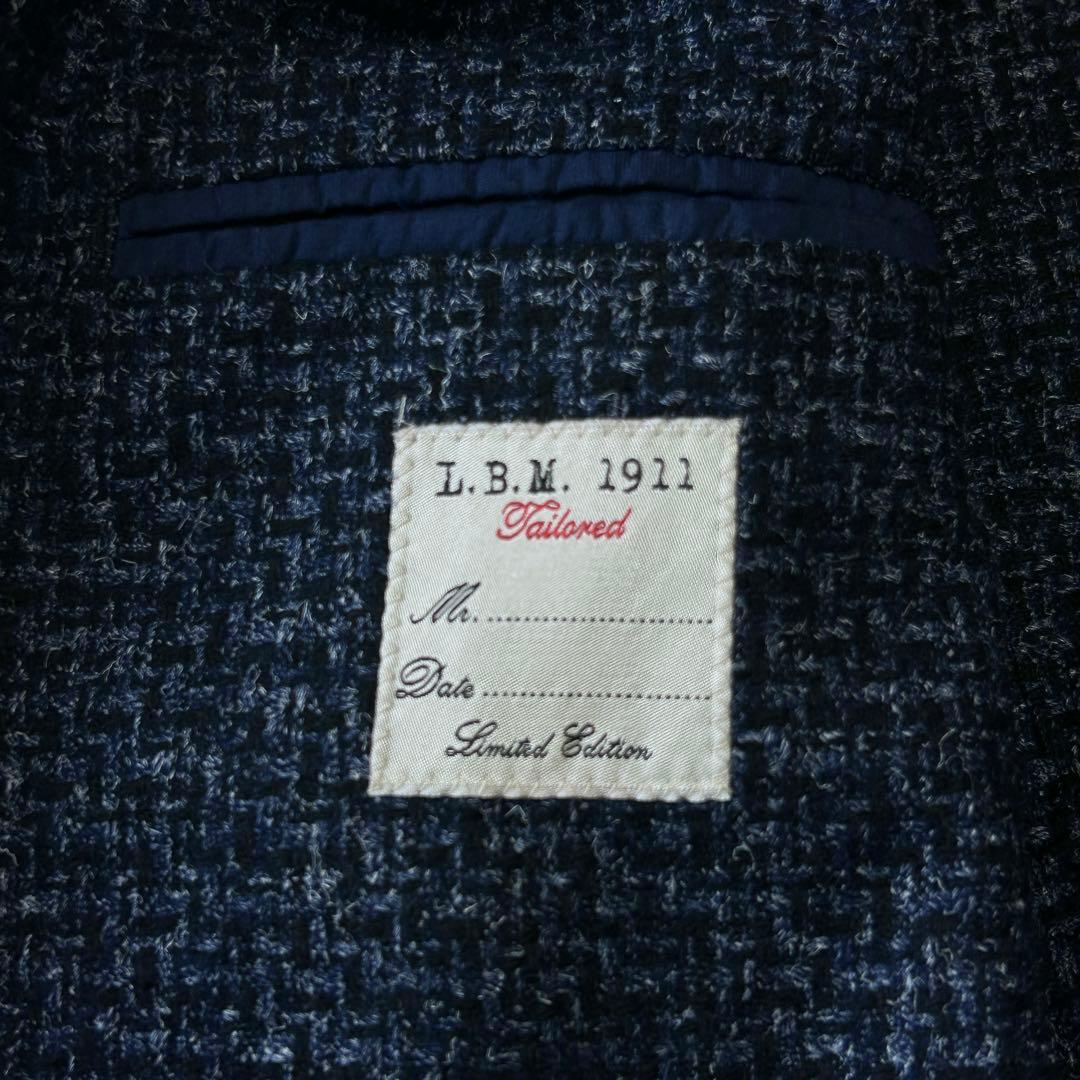 L.B.M. 1911
Tailored
Mr. ........................................
Date ........................................
Limited Edition